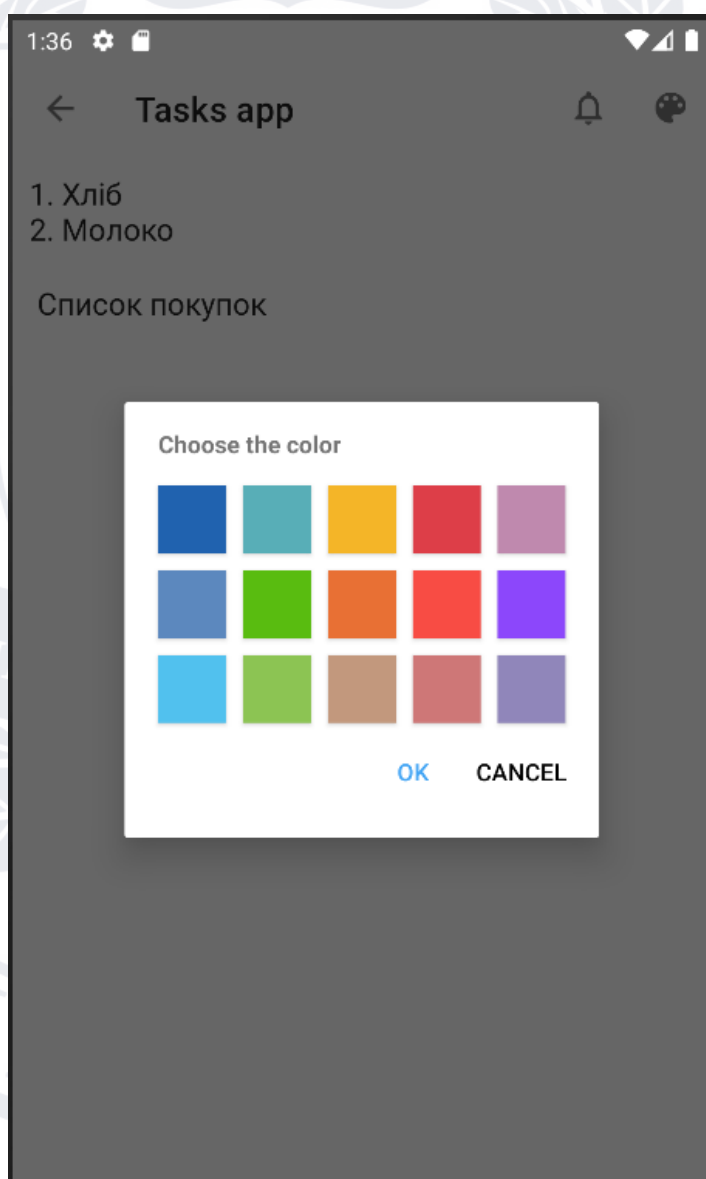 1:36
Tasks app
1. Хліб
2. Молоко
Список покупок
Choose the color
OK CANCEL